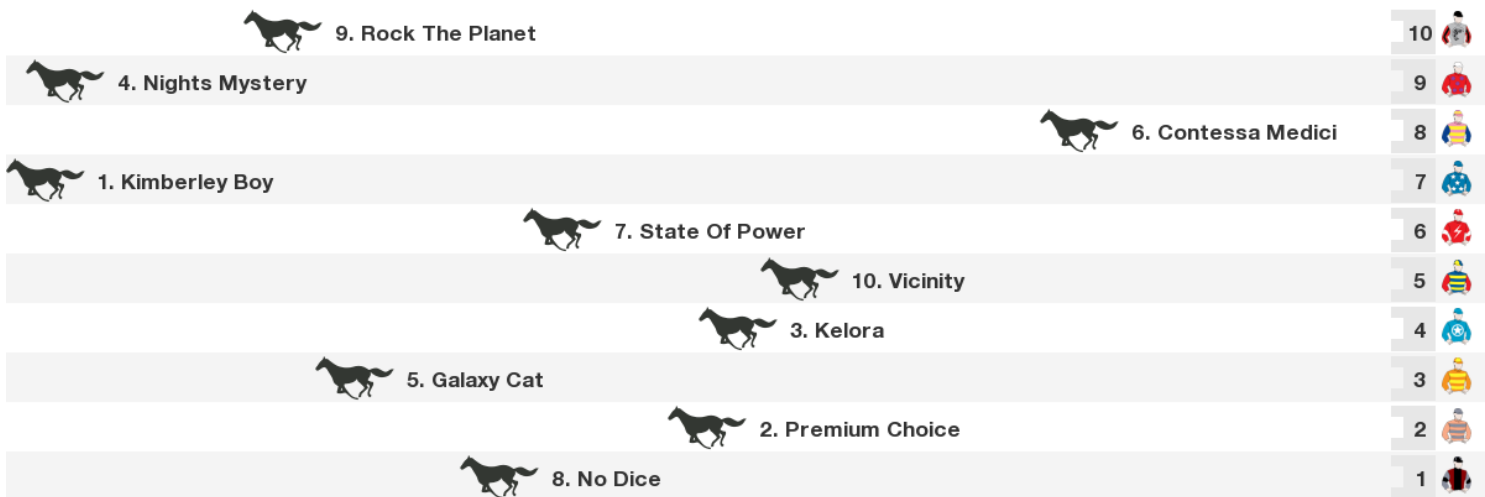 9. Rock The Planet 10
4. Nights Mystery 9
6. Contessa Medici 8
1. Kimberley Boy 7
7. State Of Power 6
10. Vicinity 5
3. Kelora 4
5. Galaxy Cat 3
2. Premium Choice 2
8. No Dice 1